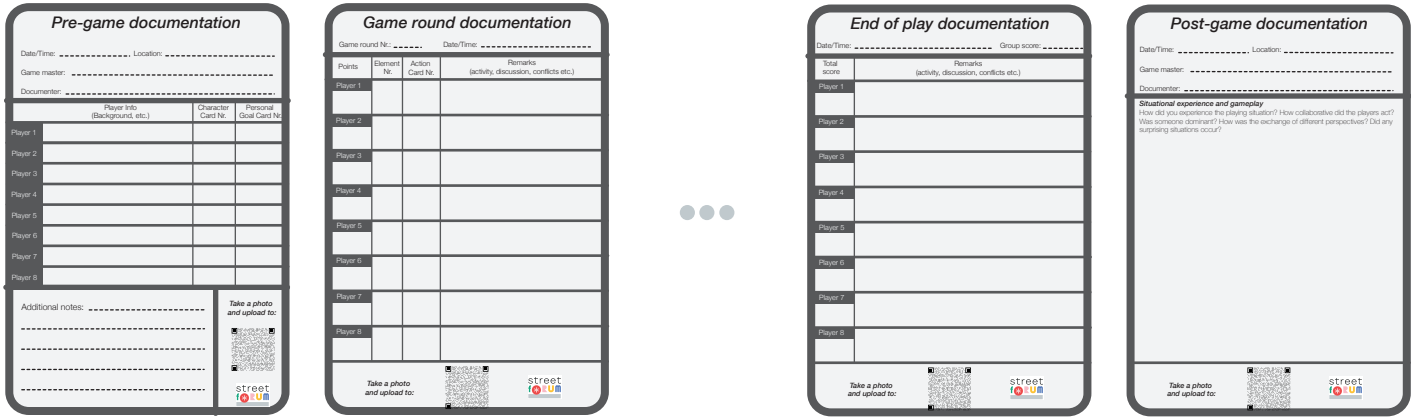 Pre-game documentation
Date/Time: Location:
Game master:
Documenter:
Player Info Character Personal
(Background, etc.) Card Nr. Goal Card Nr.
Player 1
Player 2
Player 3
Player 4
Player 5
Player 6
Player 7
Player 8
Additional notes:
Take a photo
and upload to:
street
forum
Game round documentation
Game round Nr.: Date/Time:
Points Element Action Remarks
Nr. Card Nr. (activity, discussion, conflicts etc.)
Player 1
Player 2
Player 3
Player 4
Player 5
Player 6
Player 7
Player 8
Take a photo
and upload to:
street
forum
End of play documentation
Date/Time: Group score:
Total Remarks
score (activity, discussion, conflicts etc.)
Player 1
Player 2
Player 3
Player 4
Player 5
Player 6
Player 7
Player 8
Take a photo
and upload to:
street
forum
Post-game documentation
Date/Time: Location:
Game master:
Documenter:
Situational experience and gameplay
How did you experience the playing situation? How collaborative did the players act?
Was someone dominant? How was the exchange of different perspectives? Did any
surprising situations occur?
Take a photo
and upload to:
street
forum